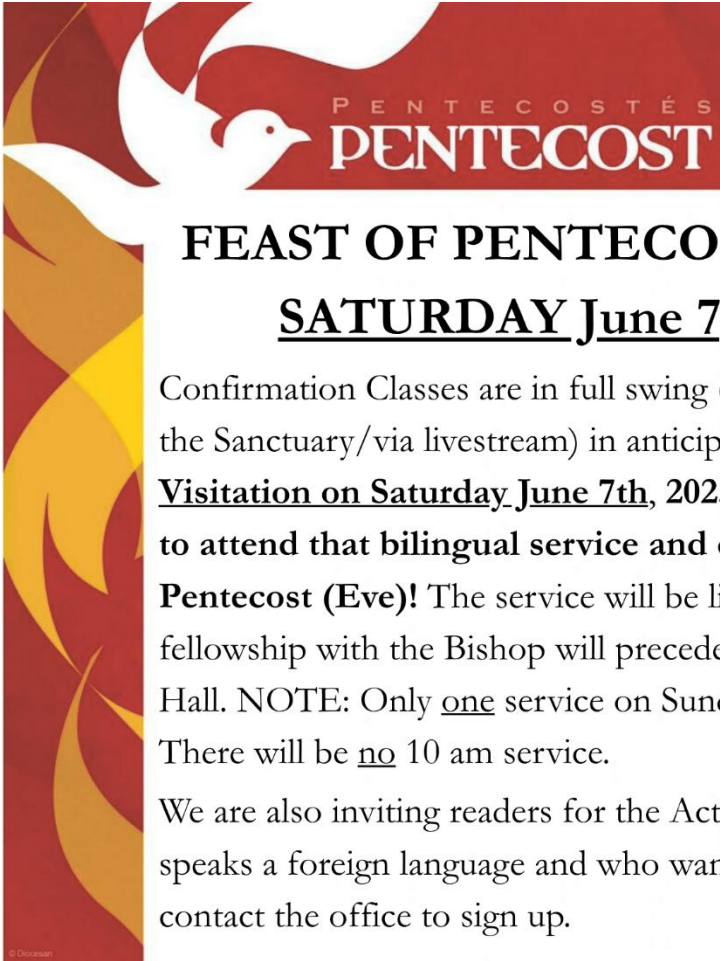 PENTECOSTÉS
PENTECOST
FEAST OF PENTECO
SATURDAY June 7
Confirmation Classes are in full swing
the Sanctuary/via livestream) in anticip
Visitation on Saturday June 7th, 202
to attend that bilingual service and
Pentecost (Eve)! The service will be li
fellowship with the Bishop will precede
Hall. NOTE: Only one service on Sun
There will be no 10 am service.
We are also inviting readers for the Act
speaks a foreign language and who wan
contact the office to sign up.
© Diocesan